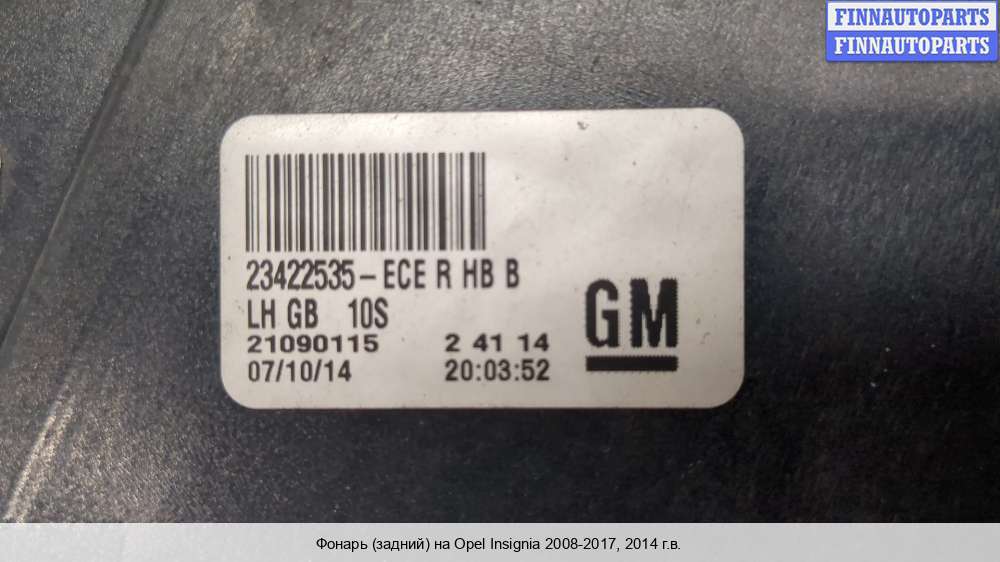 FINNAUTOPARTS
FINNAUTOPARTS
23422535-ECE R HB B
LH GB 10S
21090115 2 41 14
07/10/14 20:03:52
GM
Фонарь (задний) на Opel Insignia 2008-2017, 2014 г.в.